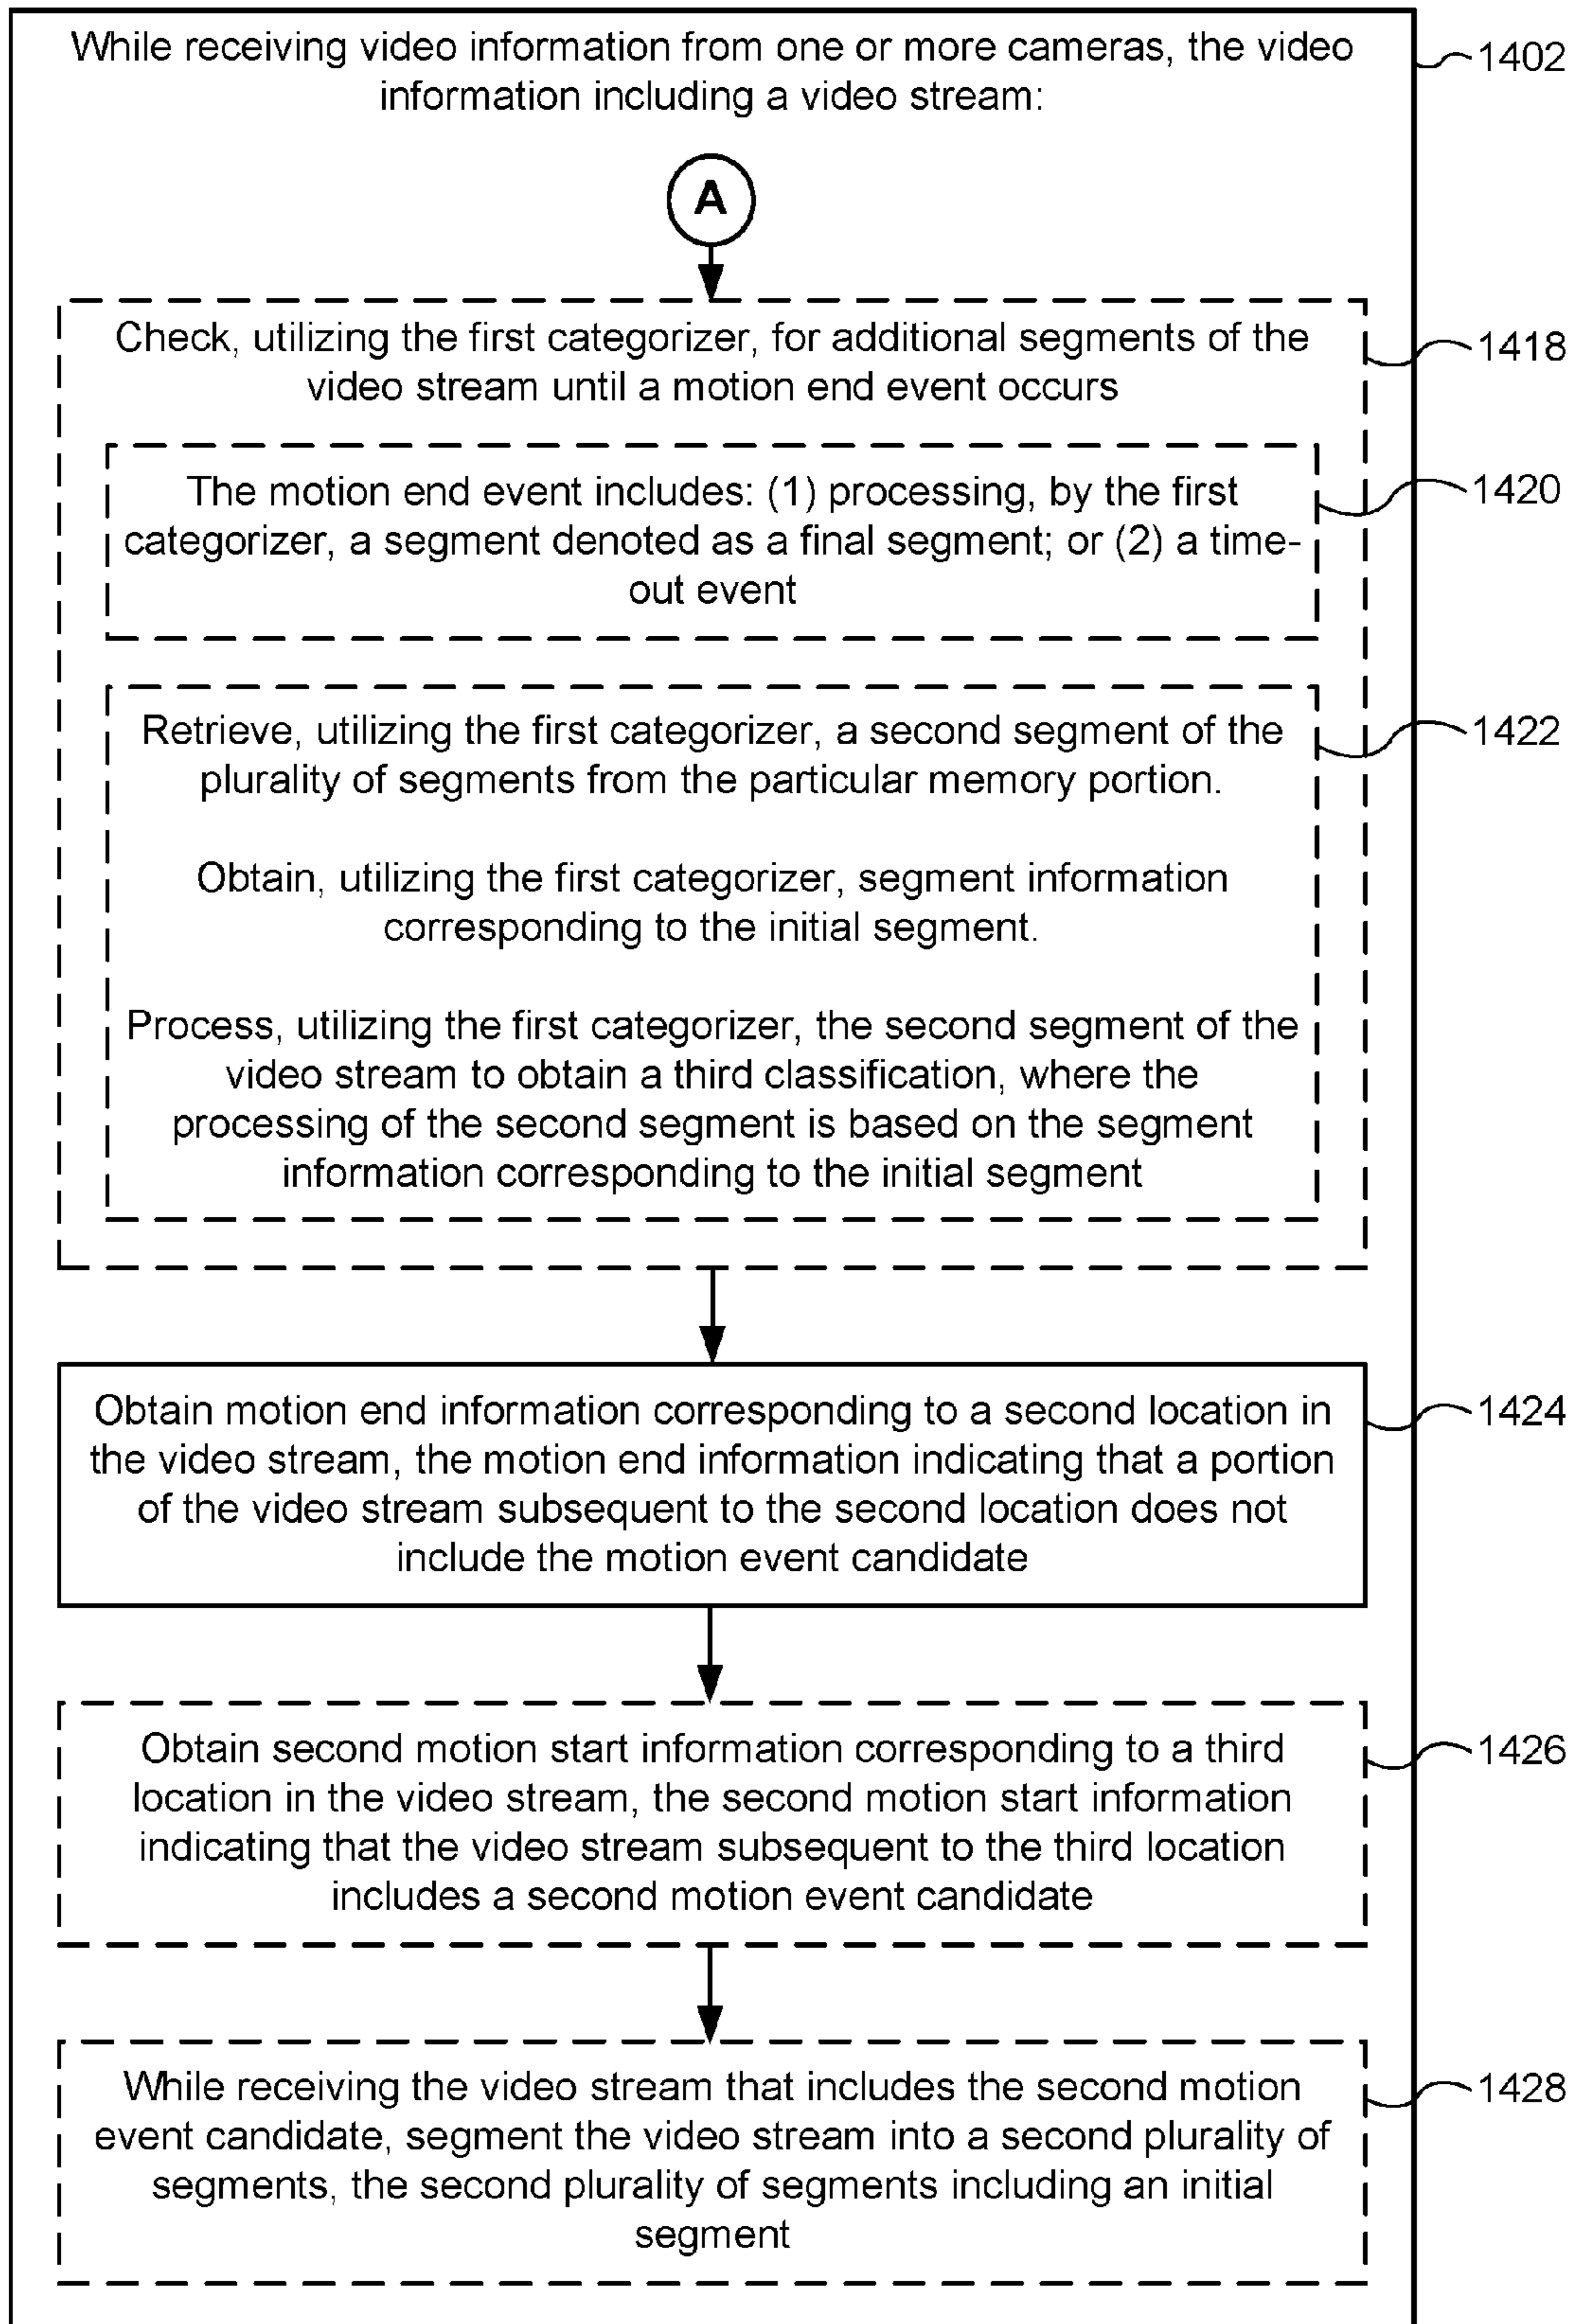 While receiving video information from one or more cameras, the video
information including a video stream:
1402
A
Check, utilizing the first categorizer, for additional segments of the
video stream until a motion end event occurs
1418
The motion end event includes: (1) processing, by the first
categorizer, a segment denoted as a final segment; or (2) a time-
out event
1420
Retrieve, utilizing the first categorizer, a second segment of the
plurality of segments from the particular memory portion.
1422
Obtain, utilizing the first categorizer, segment information
corresponding to the initial segment.
Process, utilizing the first categorizer, the second segment of the
video stream to obtain a third classification, where the
processing of the second segment is based on the segment
information corresponding to the initial segment
Obtain motion end information corresponding to a second location in
the video stream, the motion end information indicating that a portion
of the video stream subsequent to the second location does not
include the motion event candidate
1424
Obtain second motion start information corresponding to a third
location in the video stream, the second motion start information
indicating that the video stream subsequent to the third location
includes a second motion event candidate
1426
While receiving the video stream that includes the second motion
event candidate, segment the video stream into a second plurality of
segments, the second plurality of segments including an initial
segment
1428